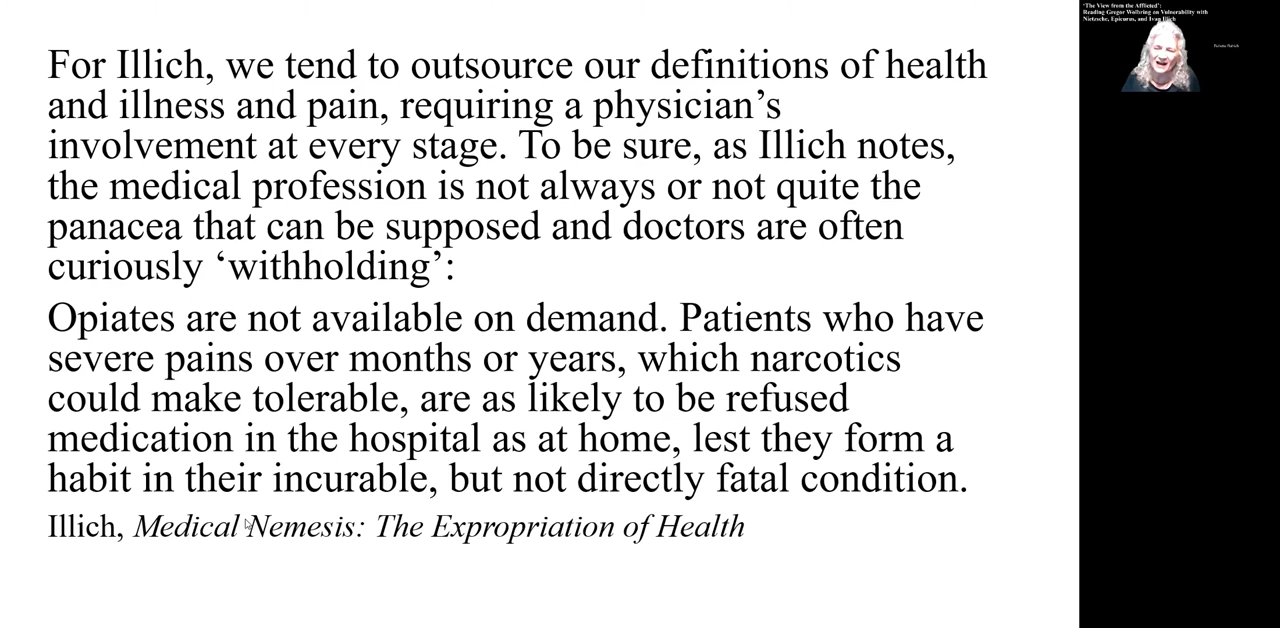 For Illich, we tend to outsource our definitions of health
and illness and pain, requiring a physician’s
involvement at every stage. To be sure, as Illich notes,
the medical profession is not always or not quite the
panacea that can be supposed and doctors are often
curiously ‘withholding’:
Opiates are not available on demand. Patients who have
severe pains over months or years, which narcotics
could make tolerable, are as likely to be refused
medication in the hospital as at home, lest they form a
habit in their incurable, but not directly fatal condition.
Illich, Medical Nemesis: The Expropriation of Health
‘The View from the Afflicted’:
Reading Gregor Wolbring on Vulnerability with
Nietzsche, Epicurus, and Ivan Illich